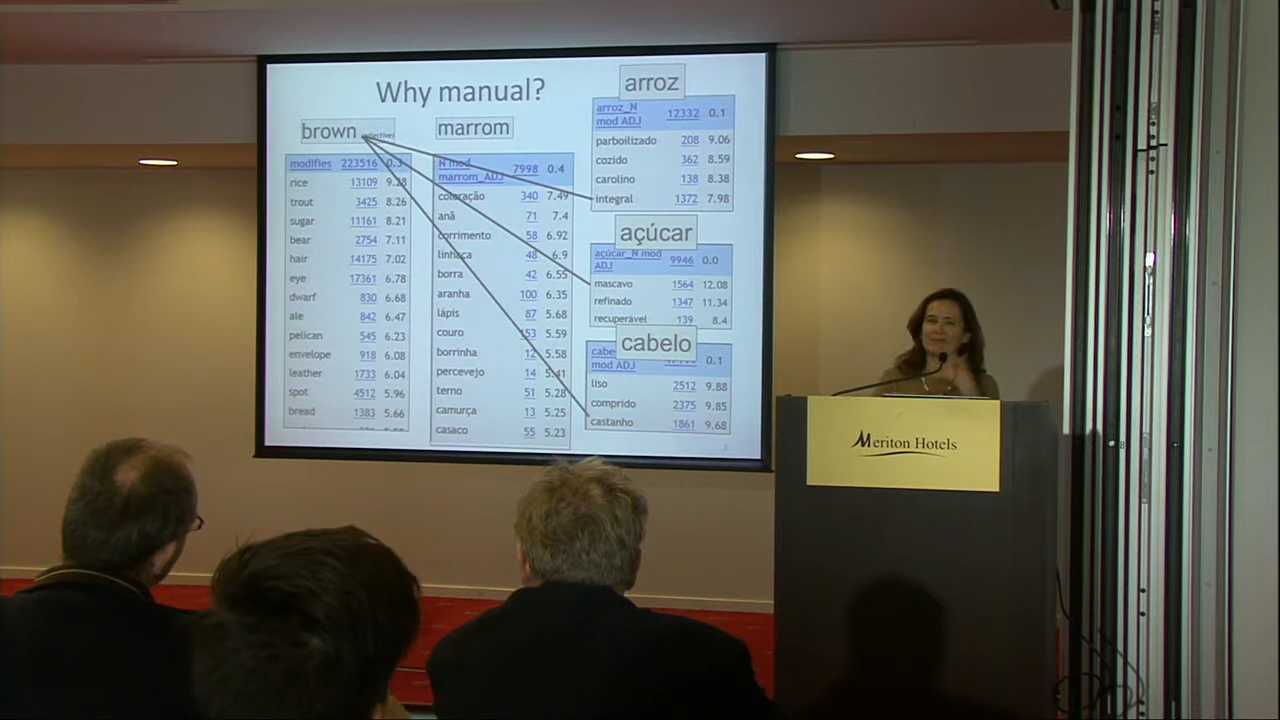 Why manual?
brown
modifies 223516 0.3
rice 13109 9.28
trout 3425 8.26
sugar 11161 8.21
bear 2754 7.11
hair 14175 7.02
eye 17361 6.78
dwarf 830 6.68
ale 842 6.47
pelican 545 6.23
envelope 918 6.08
leather 1733 6.04
spot 4512 5.96
bread 1383 5.66
marrom
N mod
marrom_ADJ 7998 0.4
coloração 340 7.49
anã 71 7.4
corrimento 58 6.92
linhaça 48 6.9
borra 42 6.55
aranha 100 6.35
lápis 87 5.68
couro 153 5.59
borrinha 12 5.58
percevejo 14 5.41
terno 51 5.28
camurça 13 5.25
casaco 55 5.23
arroz
arroz_N
mod ADJ 12332 0.1
parboilizado 208 9.06
cozido 362 8.59
carolino 138 8.38
integral 1372 7.98
açúcar
açúcar_N mod
ADJ 9946 0.0
mascavo 1564 12.08
refinado 1347 11.34
recuperável 139 8.4
cabelo
mod ADJ 0.1
liso 2512 9.88
comprido 2375 9.85
castanho 1861 9.68
Meriton Hotels